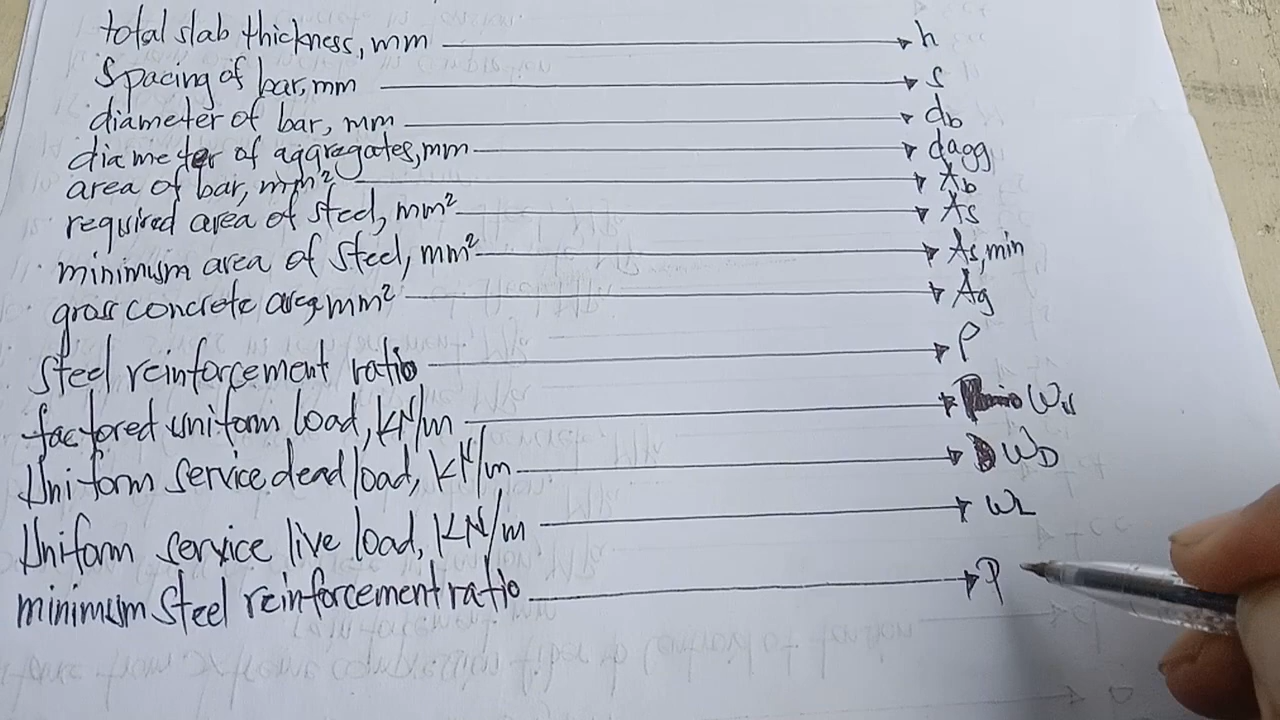 total slab thickness, mm h
Spacing of bar, mm s
diameter of bar, mm db
diameter of aggregates, mm dagg
area of bar, mm² Ab
required area of steel, mm² As
minimum area of steel, mm² As,min
gross concrete area, mm² Ag
Steel reinforcement ratio ρ
factored uniform load, KN/m Wu
Uniform service dead load, KN/m WD
Uniform service live load, KN/m WL
minimum Steel reinforcement ratio ρ